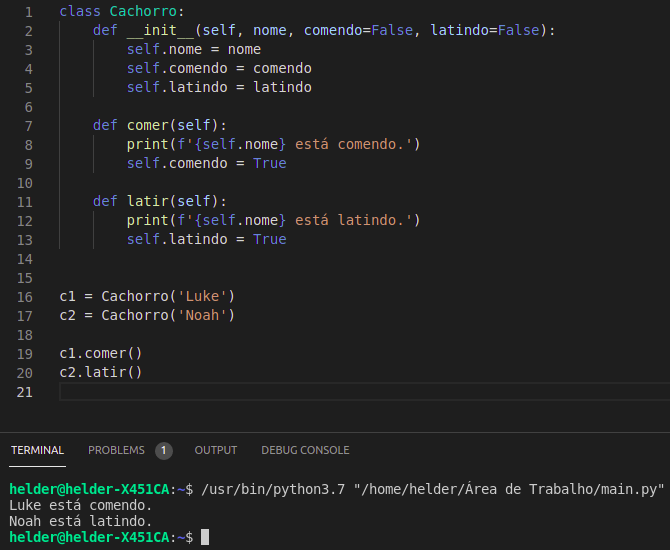 1 class Cachorro:
2     def __init__(self, nome, comendo=False, latindo=False):
3         self.nome = nome
4         self.comendo = comendo
5         self.latindo = latindo
6
7     def comer(self):
8         print(f'{self.nome} está comendo.')
9         self.comendo = True
10
11     def latir(self):
12         print(f'{self.nome} está latindo.')
13         self.latindo = True
14
15
16 c1 = Cachorro('Luke')
17 c2 = Cachorro('Noah')
18
19 c1.comer()
20 c2.latir()
21
TERMINAL PROBLEMS 1 OUTPUT DEBUG CONSOLE
helder@helder-X451CA:~$ /usr/bin/python3.7 "/home/helder/Área de Trabalho/main.py"
Luke está comendo.
Noah está latindo.
helder@helder-X451CA:~$